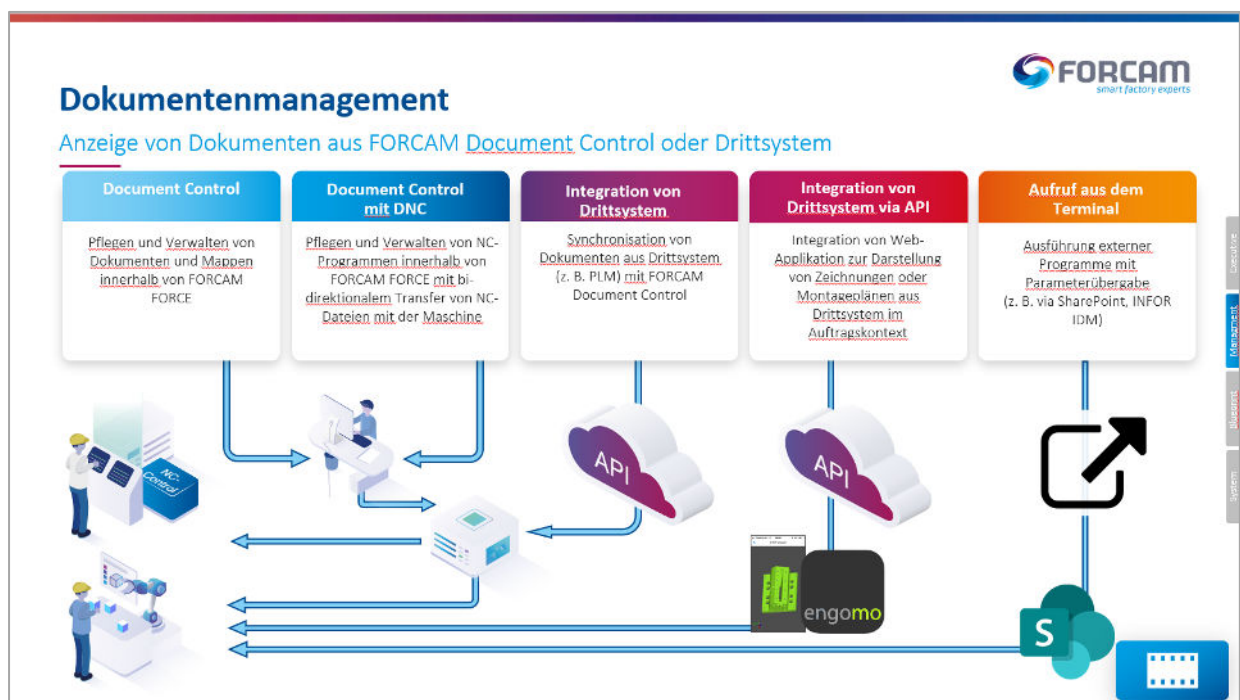 FORCAM
smart factory experts
Dokumentenmanagement
Anzeige von Dokumenten aus FORCAM Document Control oder Drittsystem
Document Control
Pflegen und Verwalten von
Dokumenten und Mappen
innerhalb von FORCAM
FORCE
Document Control
mit DNC
Pflegen und Verwalten von NC-
Programmen innerhalb von
FORCAM FORCE mit bi-
direktionalem Transfer von NC-
Dateien mit der Maschine
Integration von
Drittsystem
Synchronisation von
Dokumenten aus Drittsystem
(z. B. PLM) mit FORCAM
Document Control
Integration von
Drittsystem via API
Integration von Web-
Applikation zur Darstellung
von Zeichnungen oder
Montageplänen aus
Drittsystem im
Auftragskontext
Aufruf aus dem
Terminal
Ausführung externer
Programme mit
Parameterübergabe
(z. B. via SharePoint, INFOR
IDM)
Executive
Managment
Blueprint
System
NC-
Control
API
API
engomo
S